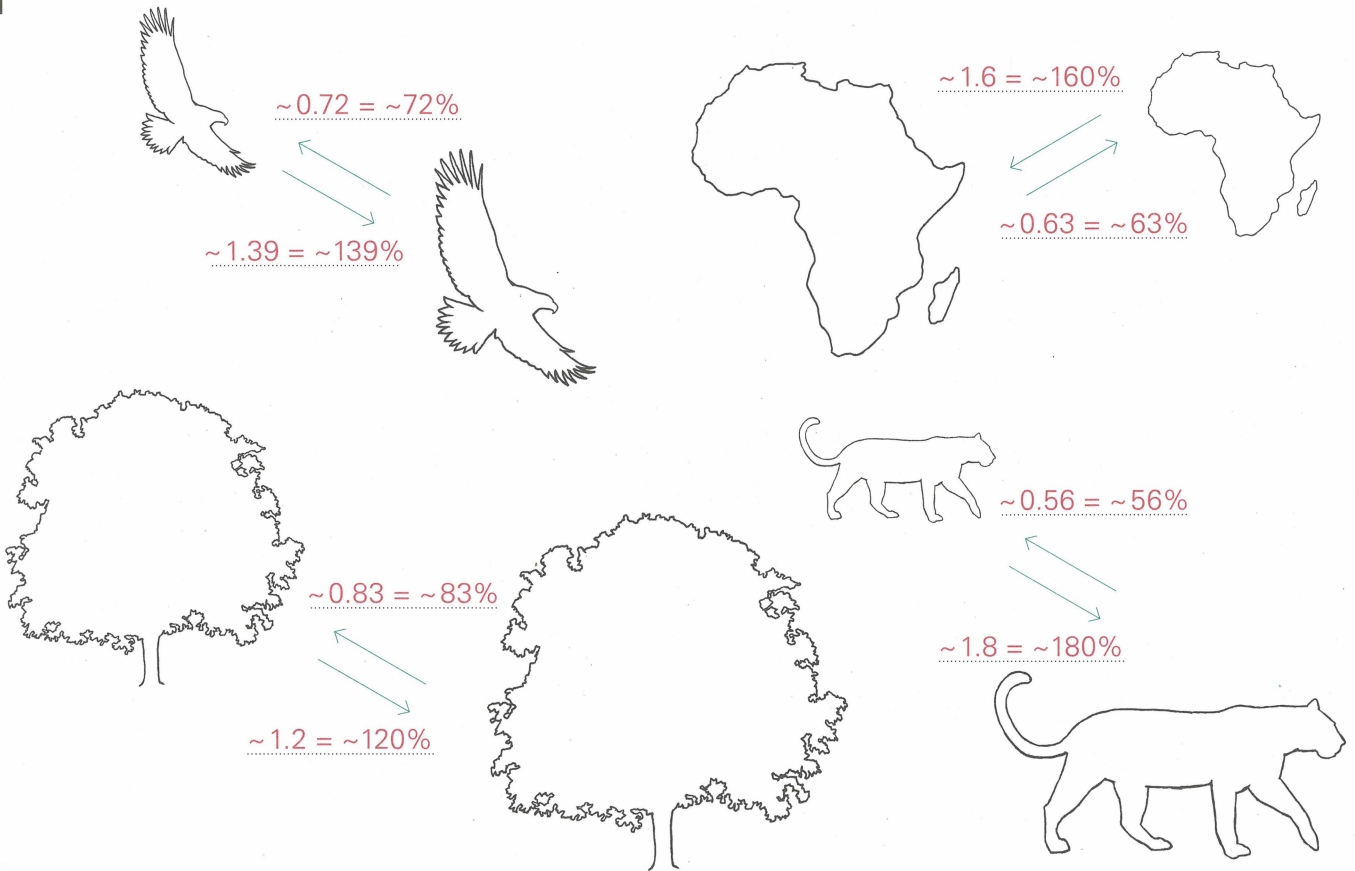 ~1.6 = ~160%
~0.72 = ~72%
~0.63 = ~63%
~1.39 = ~139%
~0.56 = ~56%
~0.83 = ~83%
~1.8 = ~180%
~1.2 = ~120%